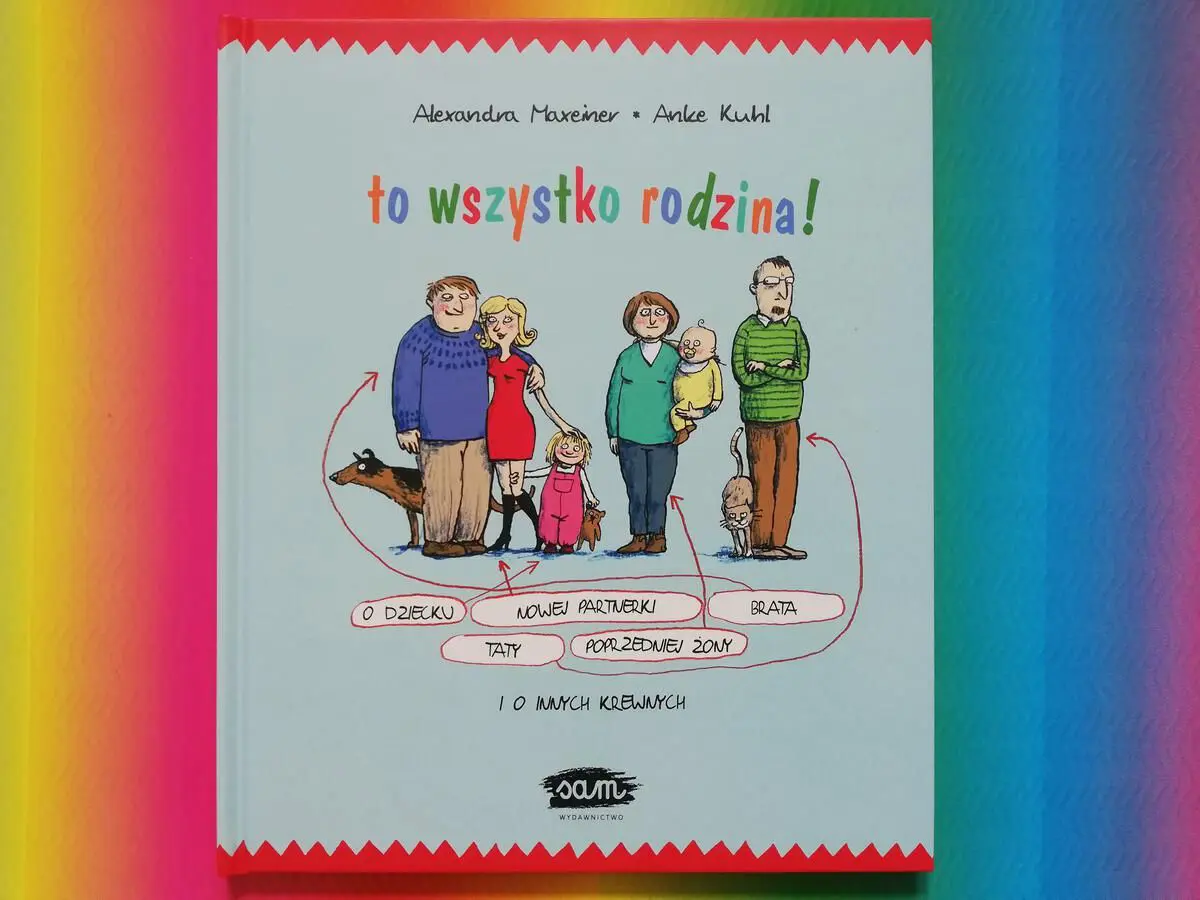 Alexandra Maxeiner * Anke Kuhl
to wszystko rodzina!
O DZIECKU NOWEJ PARTNERKI BRATA
TATY POPRZEDNIEJ ŻONY
I O INNYCH KREWNYCH
sam
WYDAWNICTWO